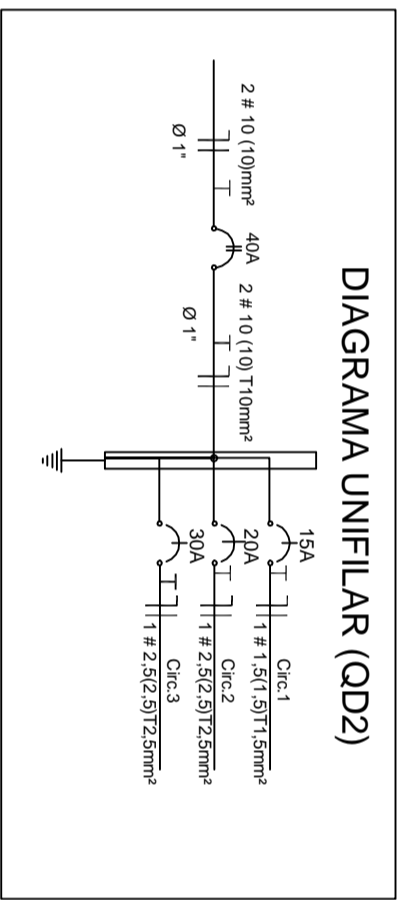 DIAGRAMA UNIFILAR (QD2)
2 # 10 (10)mm²
Ø 1"
40A
2 # 10 (10) T10mm²
Ø 1"
15A
Circ.1
1 # 1,5(1,5)T1,5mm²
20A
Circ.2
1 # 2,5(2,5)T2,5mm²
30A
Circ.3
1 # 2,5(2,5)T2,5mm²